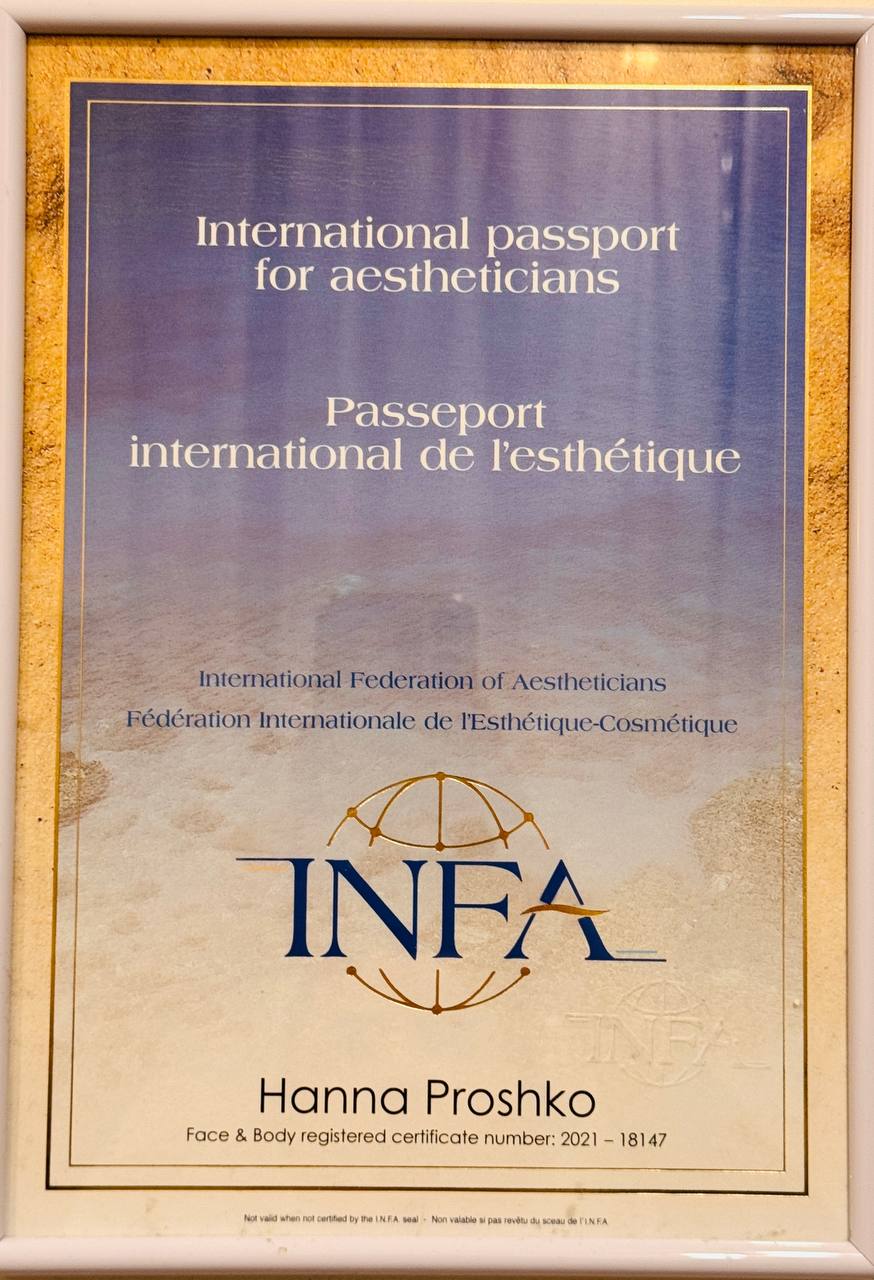 International passport
for aestheticians
Passeport
international de l'esthétique
International Federation of Aestheticians
Fédération Internationale de l'Esthétique-Cosmétique
INFA
INFA
Hanna Proshko
Face & Body registered certificate number: 2021 – 18147
Not valid when not certified by the I.N.F.A. seal - Non valable si pas revêtu du sceau de l'I.N.F.A.